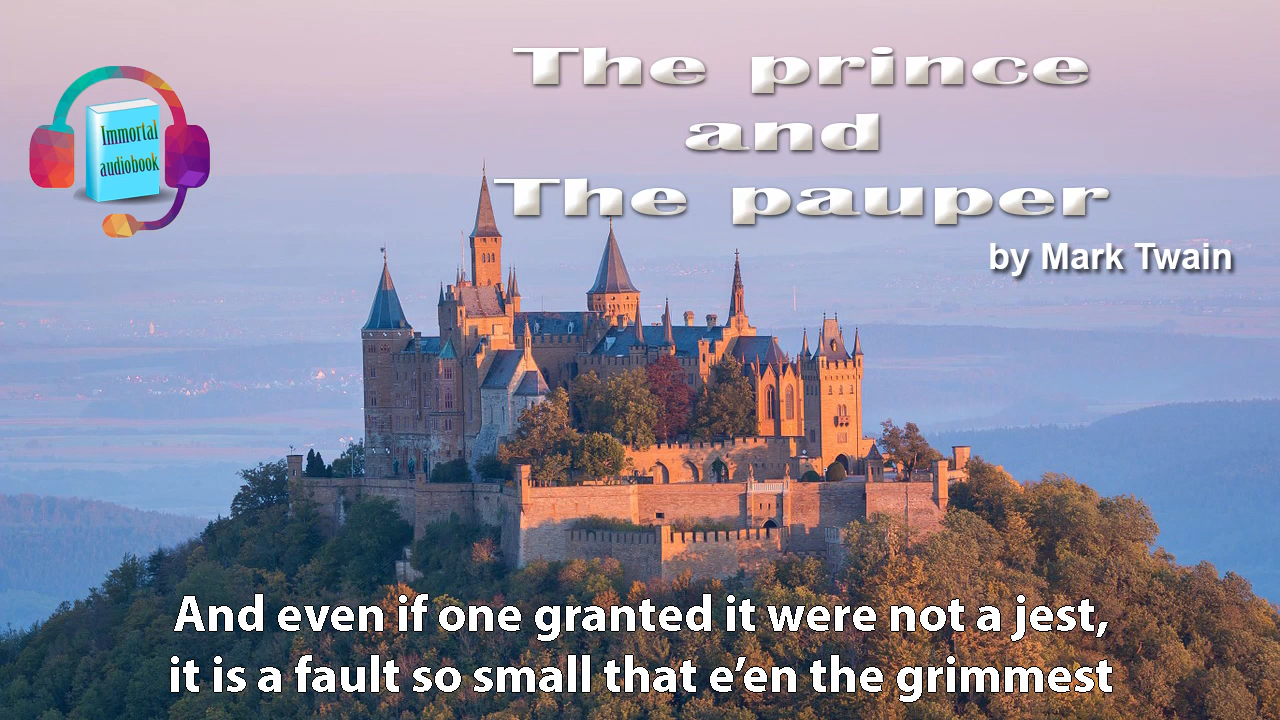 Immortal
audiobook
The prince
and
The pauper
by Mark Twain
And even if one granted it were not a jest,
it is a fault so small that e’en the grimmest